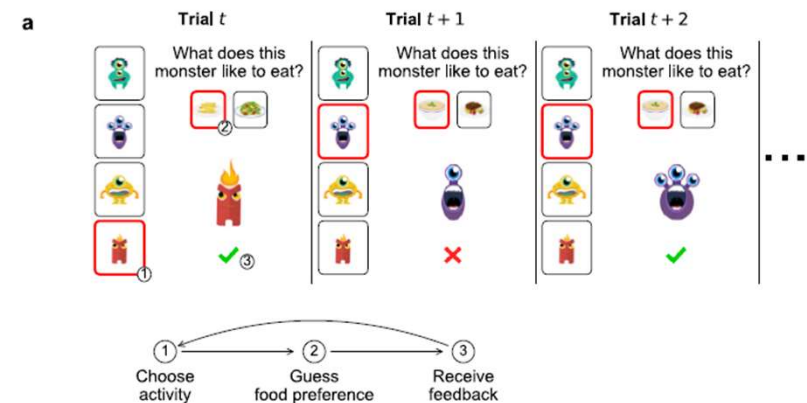 a
Trial t
Trial t + 1
Trial t + 2
What does this
monster like to eat?
What does this
monster like to eat?
What does this
monster like to eat?
2
1
3
...
1
2
3
Choose
activity
Guess
food preference
Receive
feedback